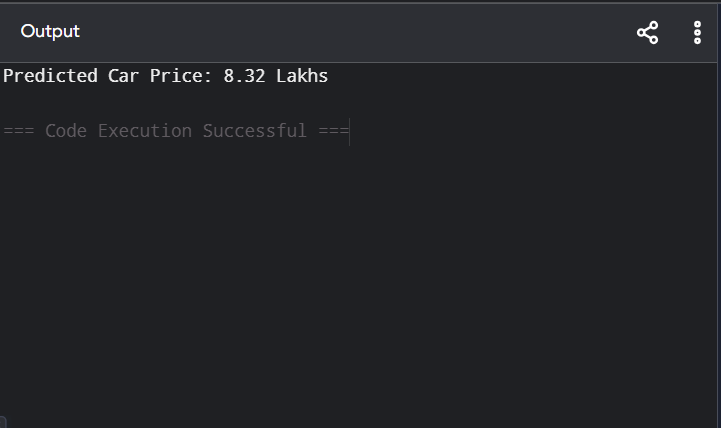 Output
Predicted Car Price: 8.32 Lakhs
=== Code Execution Successful ===